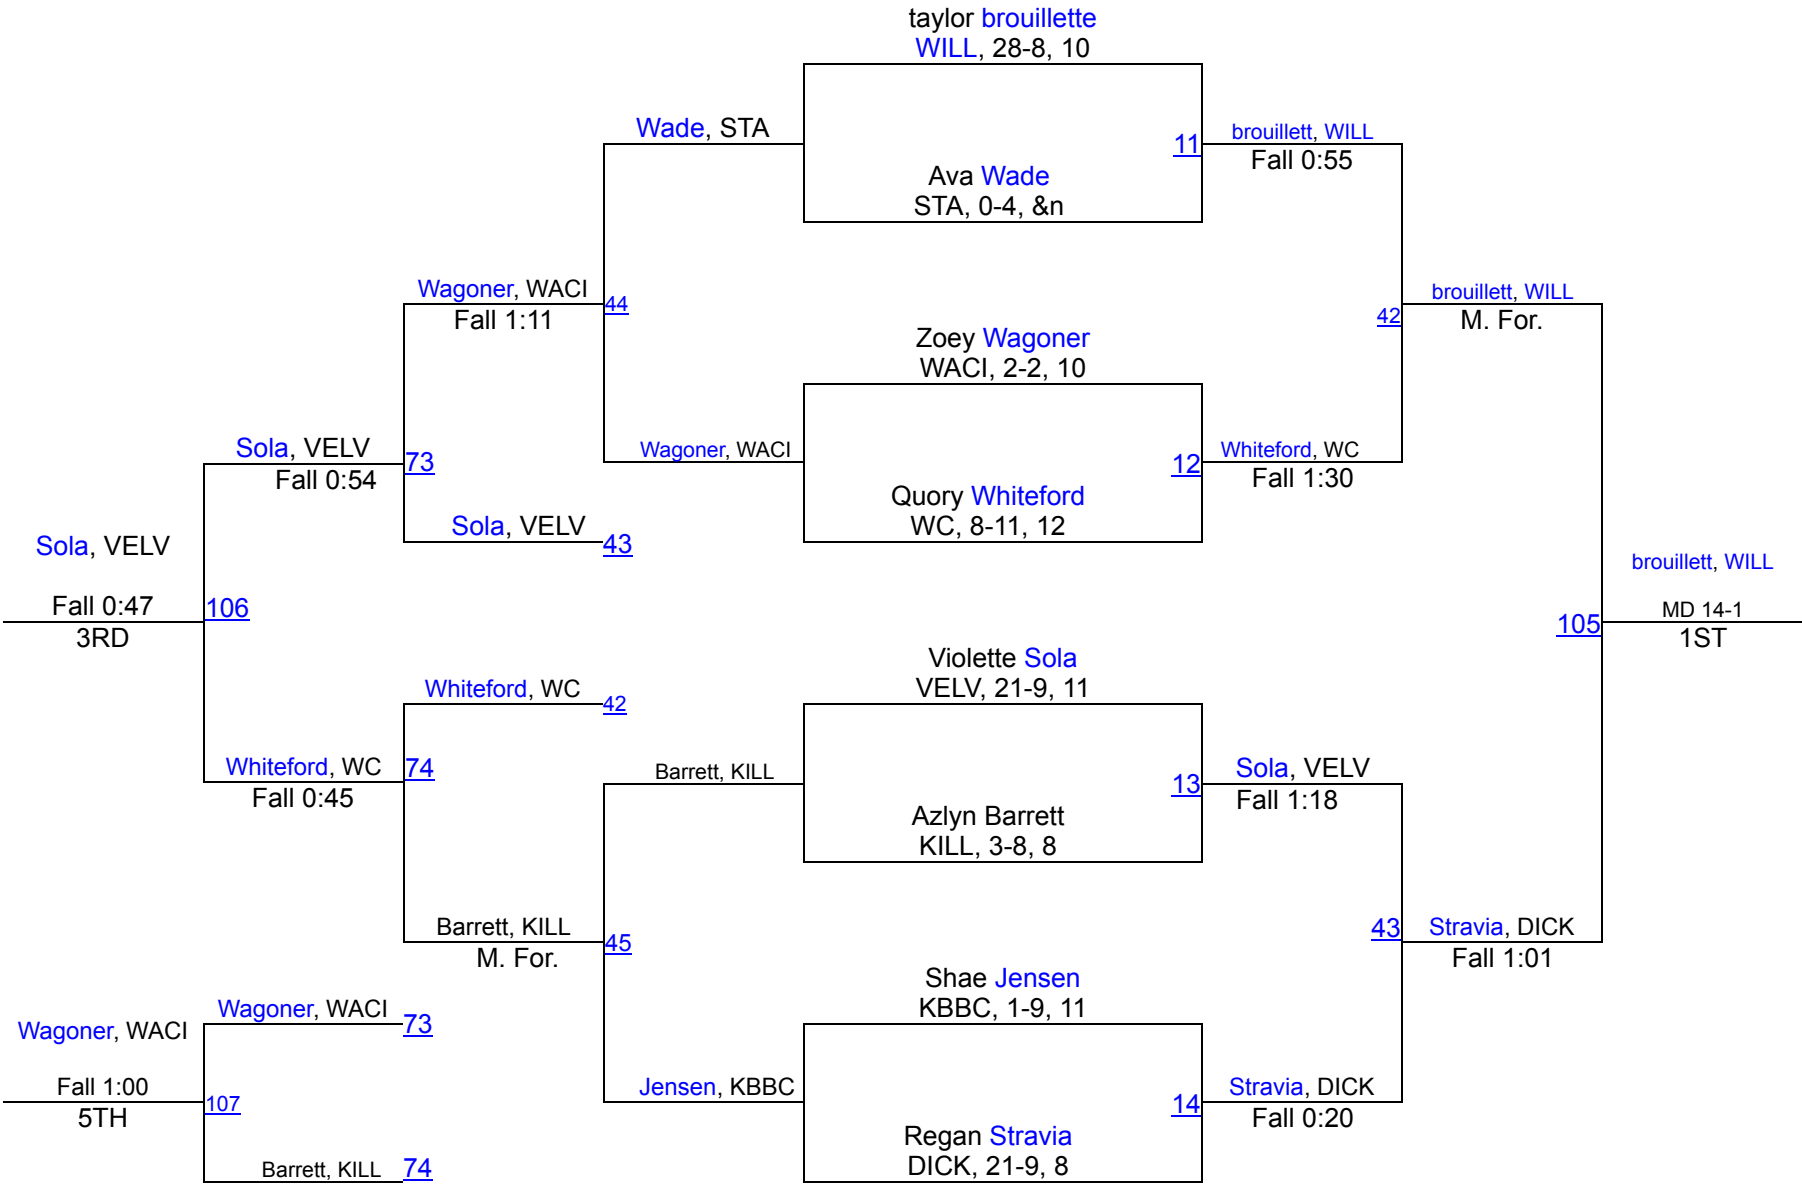 taylor brouillette
WILL, 28-8, 10
Wade, STA
11
brouillett, WILL
Fall 0:55
Ava Wade
STA, 0-4, &n
Wagoner, WACI
Fall 1:11
44
Zoey Wagoner
WACI, 2-2, 10
42
brouillett, WILL
M. For.
Sola, VELV
Fall 0:54
73
Wagoner, WACI
12
Whiteford, WC
Fall 1:30
Quory Whiteford
WC, 8-11, 12
Sola, VELV
43
Sola, VELV
Fall 0:47
3RD
106
brouillett, WILL
MD 14-1
1ST
105
Violette Sola
VELV, 21-9, 11
Whiteford, WC
42
Whiteford, WC
Fall 0:45
74
Barrett, KILL
13
Sola, VELV
Fall 1:18
Azlyn Barrett
KILL, 3-8, 8
Barrett, KILL
M. For.
45
43
Stravia, DICK
Fall 1:01
Shae Jensen
KBBC, 1-9, 11
Wagoner, WACI
73
Wagoner, WACI
Fall 1:00
5TH
107
Jensen, KBBC
14
Stravia, DICK
Fall 0:20
Regan Stravia
DICK, 21-9, 8
Barrett, KILL
74